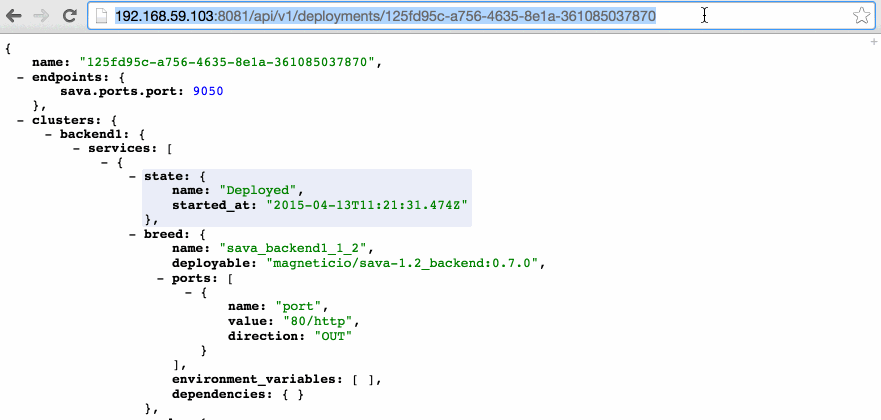 192.168.59.103:8081/api/v1/deployments/125fd95c-a756-4635-8e1a-361085037870
{
name: "125fd95c-a756-4635-8e1a-361085037870",
- endpoints: {
sava.ports.port: 9050
},
- clusters: {
- backend1: {
- services: [
- {
- state: {
name: "Deployed",
started_at: "2015-04-13T11:21:31.474Z"
},
- breed: {
name: "sava_backend1_1_2",
deployable: "magneticio/sava-1.2_backend:0.7.0",
- ports: [
- {
name: "port",
value: "80/http",
direction: "OUT"
}
],
environment_variables: [ ],
dependencies: { }
},